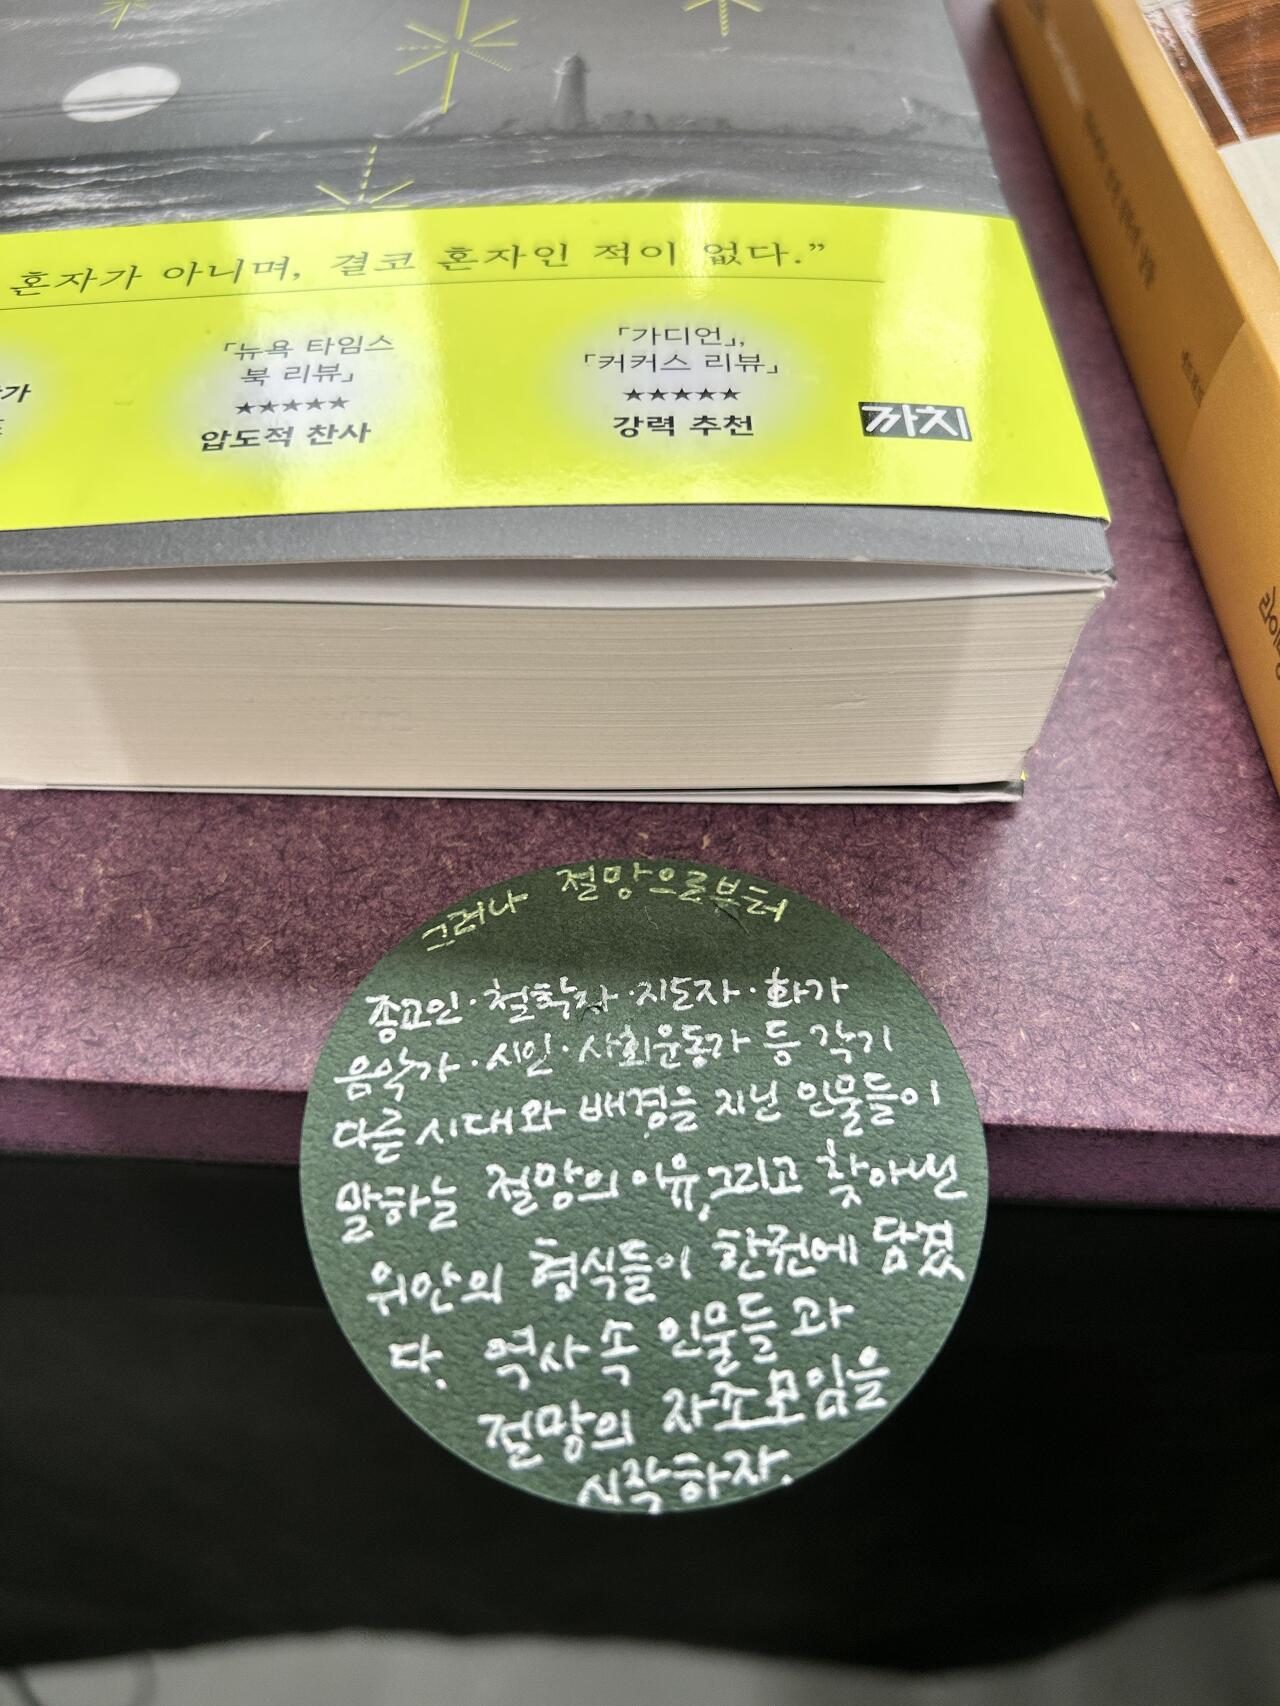 혼자가 아니며, 결코 혼자인 적이 없다.”
「뉴욕 타임스
북 리뷰」
★★★★★
압도적 찬사
「가디언」,
「커커스 리뷰」
★★★★★
강력 추천
까치
그러나 절망으로부터
종교인·철학자·지도자·화가
음악가·시인·사회운동가 등 각기
다른 시대와 배경을 지닌 인물들이
말하는 절망의 이유, 그리고 찾아낸
위안의 형식들이 한권에 담겼
다. 역사 속 인물들과
절망의 자조모임을
시작하자.